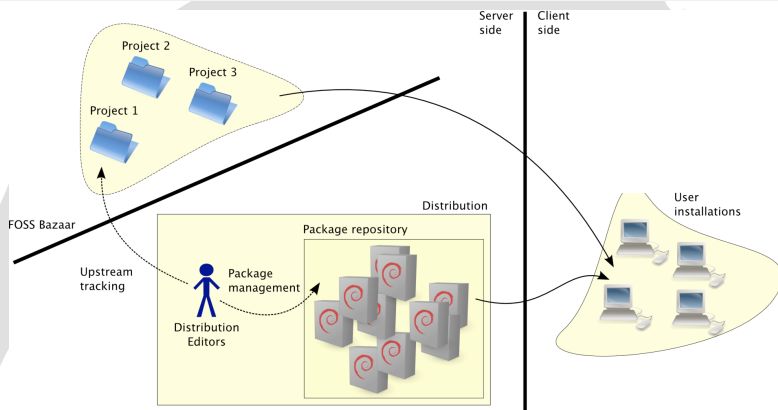 Server
side
Client
side
Project 2
Project 3
Project 1
FOSS Bazaar
User
installations
Distribution
Package repository
Upstream
tracking
Package
management
Distribution
Editors